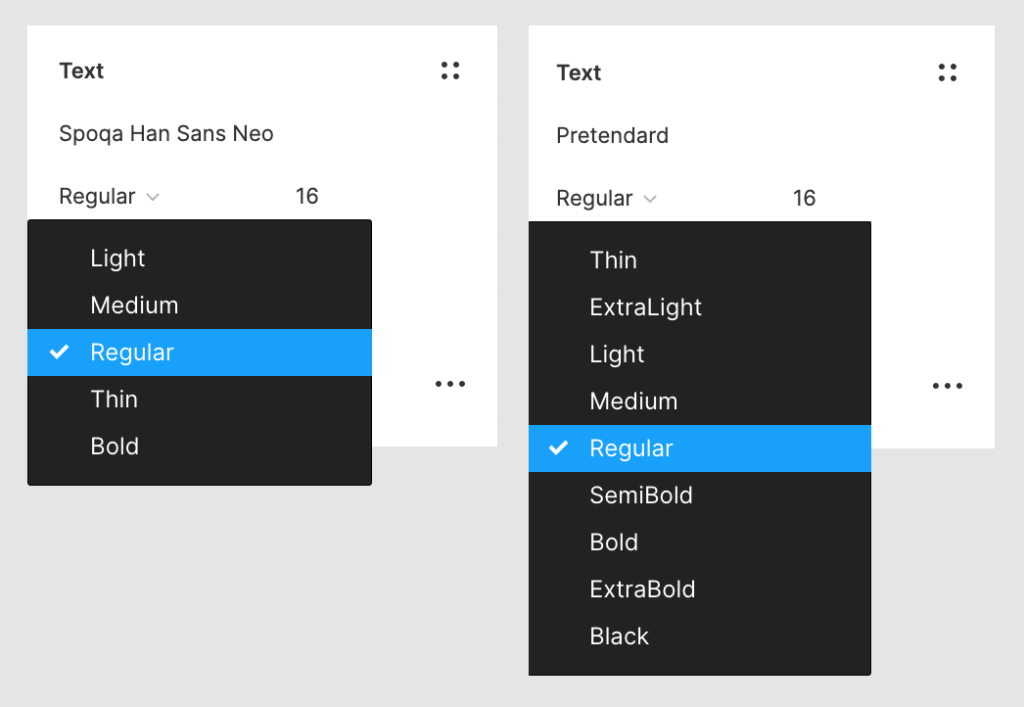 Text
Spoqa Han Sans Neo
Regular 16
Light
Medium
Regular
Thin
Bold
Text
Pretendard
Regular 16
Thin
ExtraLight
Light
Medium
Regular
SemiBold
Bold
ExtraBold
Black